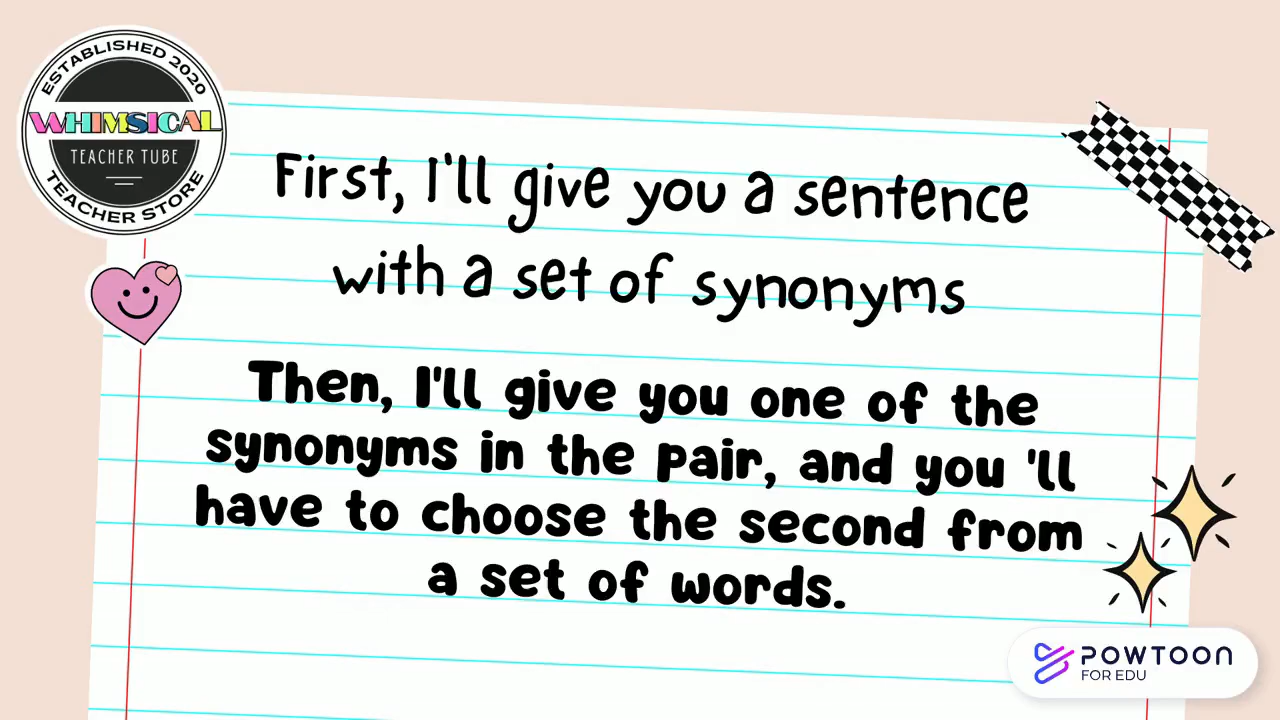 ESTABLISHED 2020
WHIMSICAL
TEACHER TUBE
TEACHER STORE
First, I'll give you a sentence
with a set of synonyms
Then, I'll give you one of the
synonyms in the pair, and you 'll
have to choose the second from
a set of words.
POWTOON
FOR EDU